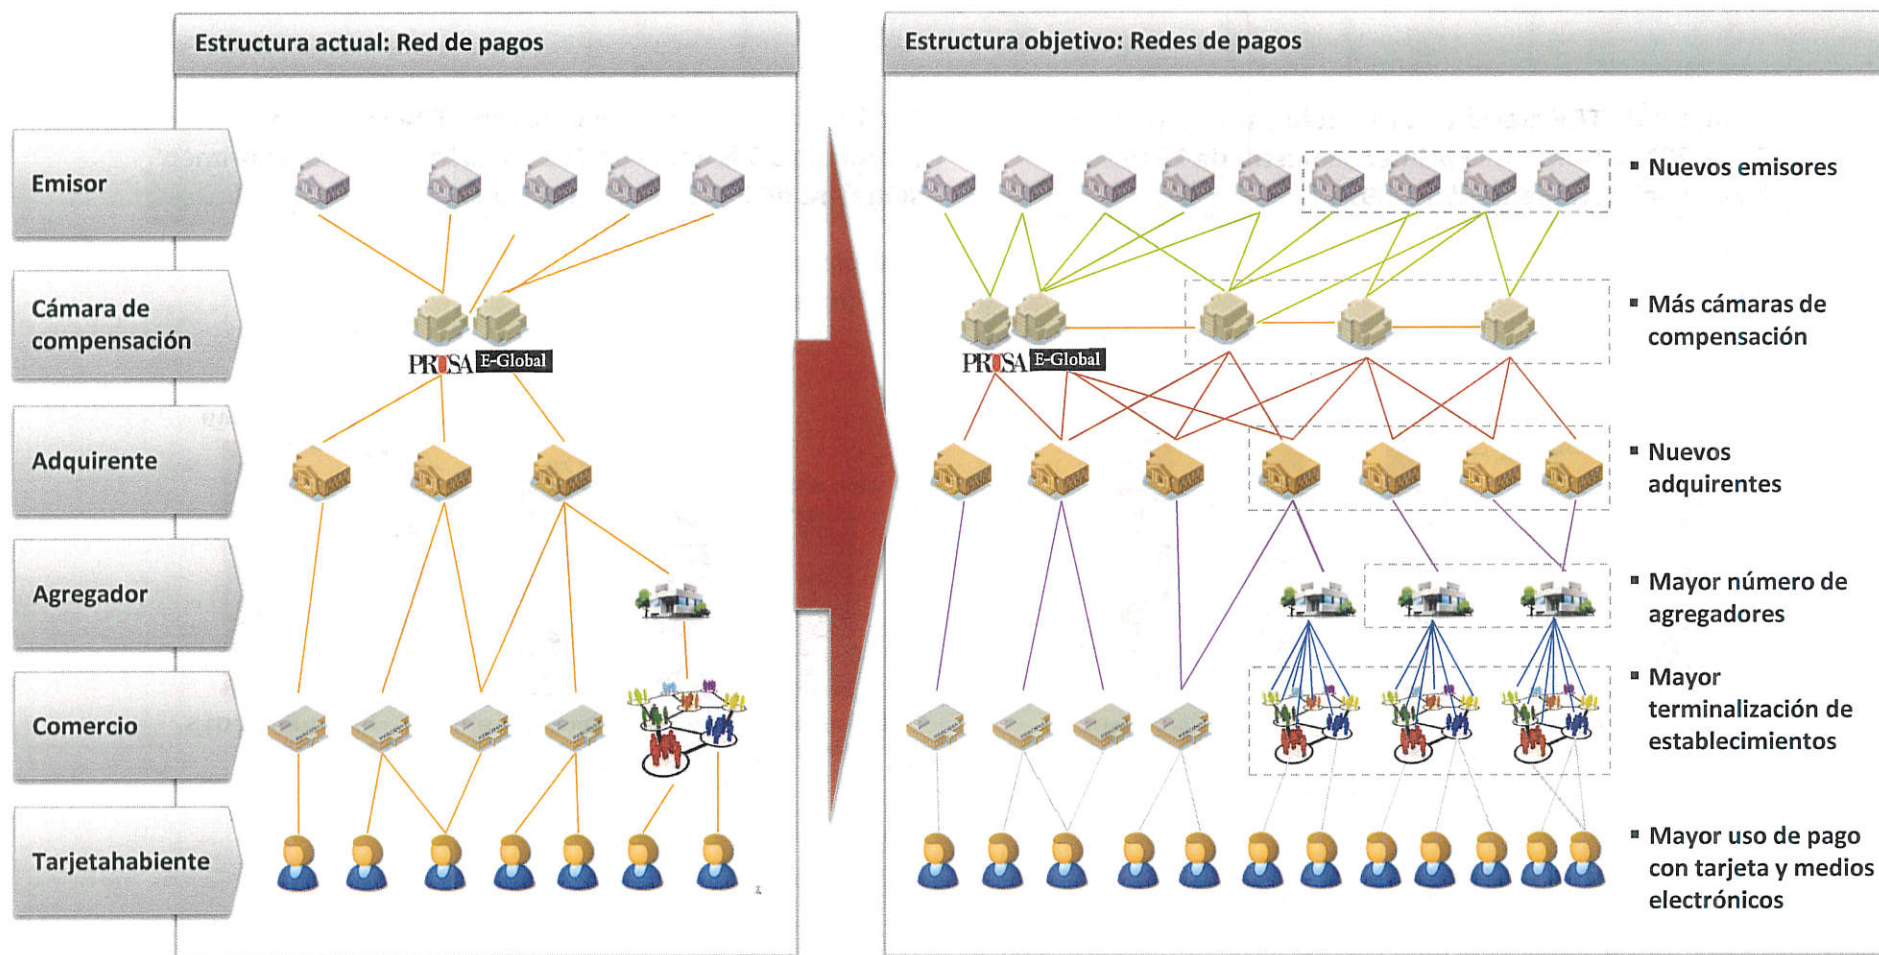 Estructura actual: Red de pagos
Estructura objetivo: Redes de pagos
Emisor
Cámara de
compensación
Adquirente
Agregador
Comercio
Tarjetahabiente
PROSA
E-Global
PROSA
E-Global
▪ Nuevos emisores
▪ Más cámaras de
compensación
▪ Nuevos
adquirentes
▪ Mayor número de
agregadores
▪ Mayor
terminalización de
establecimientos
▪ Mayor uso de pago
con tarjeta y medios
electrónicos